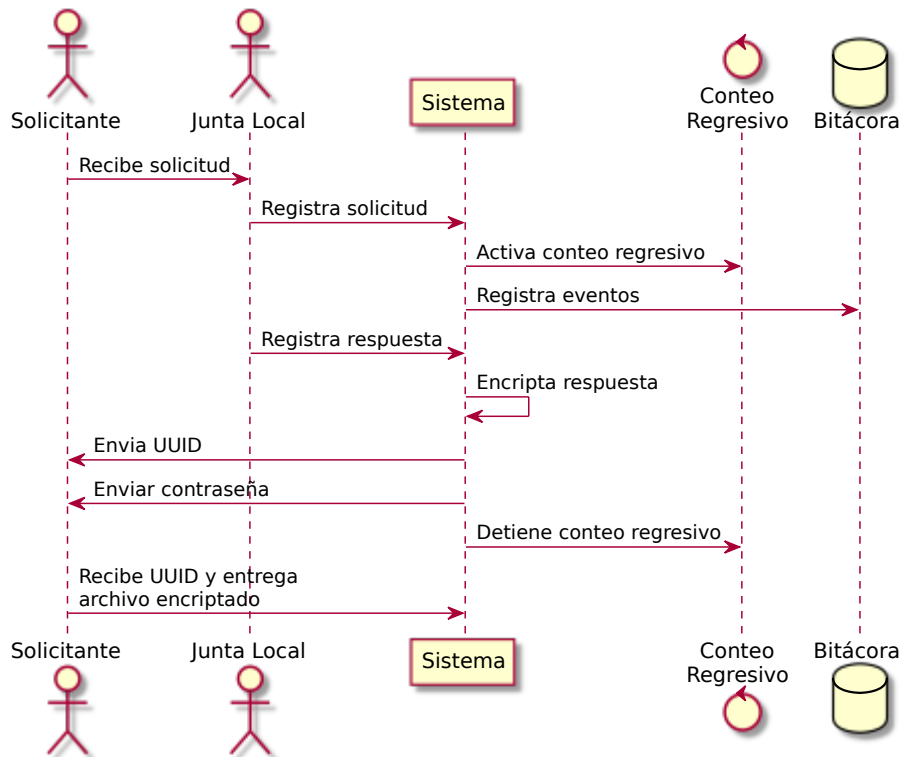 Solicitante
Junta Local
Sistema
Conteo
Regresivo
Bitácora
Recibe solicitud
Registra solicitud
Activa conteo regresivo
Registra eventos
Registra respuesta
Encripta respuesta
Envia UUID
Enviar contraseña
Detiene conteo regresivo
Recibe UUID y entrega
archivo encriptado
Solicitante
Junta Local
Sistema
Conteo
Regresivo
Bitácora